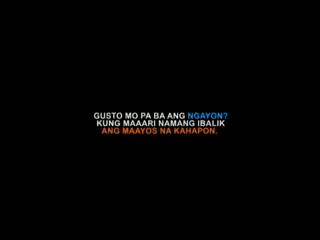 GUSTO MO PA BA ANG NGAYON?
KUNG MAAARI NAMANG IBALIK
ANG MAAYOS NA KAHAPON.